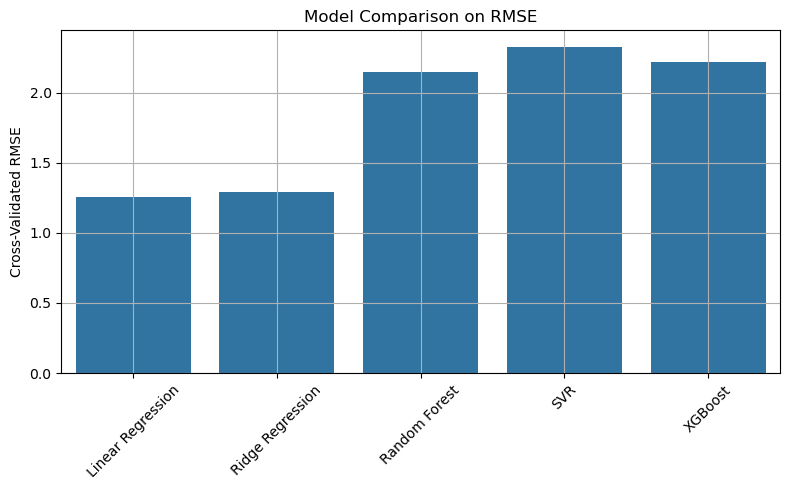 Model Comparison on RMSE
Cross-Validated RMSE
2.0
1.5
1.0
0.5
0.0
Linear Regression
Ridge Regression
Random Forest
SVR
XGBoost